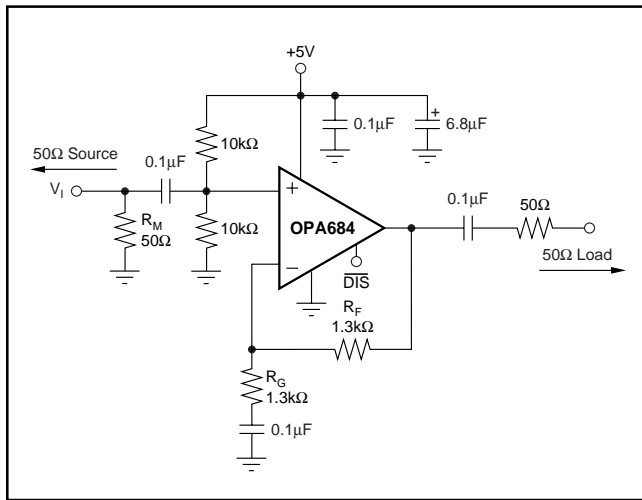 +5V
0.1µF
+
6.8µF
10kΩ
50Ω Source
0.1µF
V_I
R_M
50Ω
10kΩ
+
OPA684
−
DIS
0.1µF
50Ω
50Ω Load
R_F
1.3kΩ
R_G
1.3kΩ
0.1µF